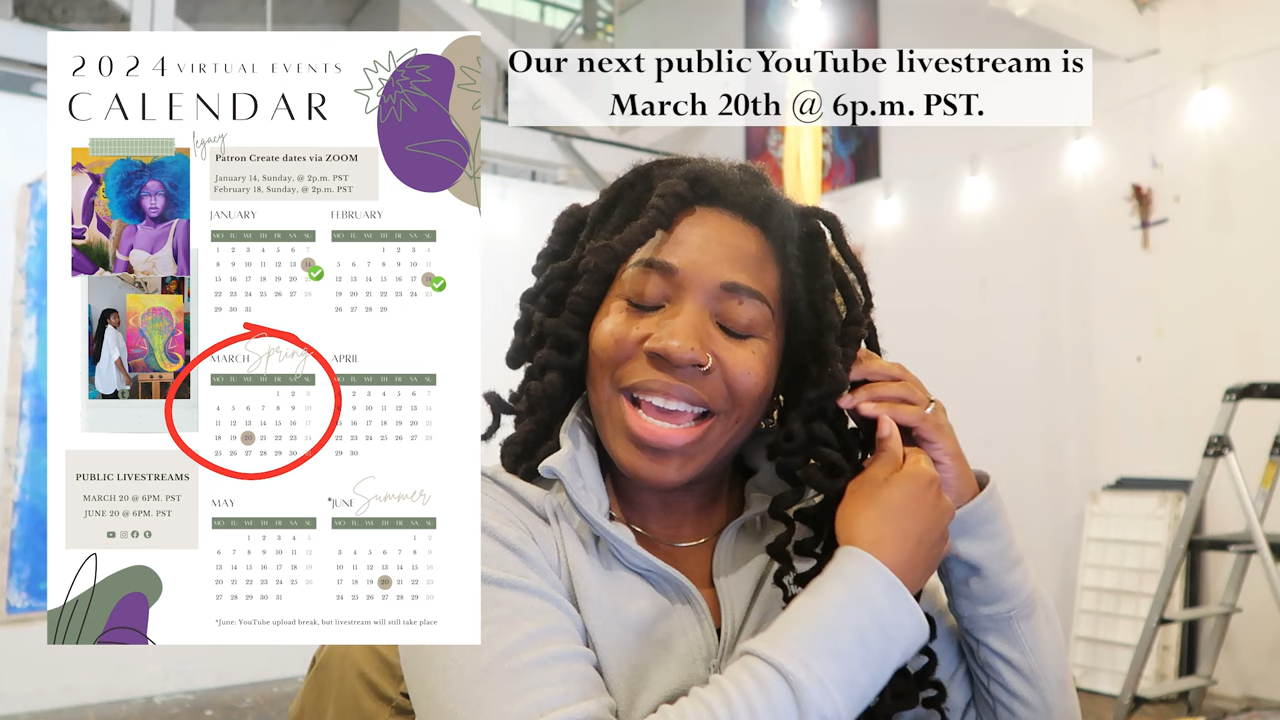 Our next public YouTube livestream is
March 20th @ 6p.m. PST.
2024 VIRTUAL EVENTS
CALENDAR
legacy
Patron Create dates via ZOOM
January 14, Sunday, @ 2p.m. PST
February 18, Sunday, @ 2p.m. PST
JANUARY
MO TU WE TH FR SA SU
1 2 3 4 5 6 7
8 9 10 11 12 13 14
15 16 17 18 19 20
22 23 24 25 26 27 28
29 30 31
FEBRUARY
MO TU WE TH FR SA SU
1 2 3 4
5 6 7 8 9 10 11
12 13 14 15 16 17 18
19 20 21 22 23 24 25
26 27 28 29
MARCH Spring
MO TU WE TH FR SA SU
1 2 3
4 5 6 7 8 9 10
11 12 13 14 15 16 17
18 19 20 21 22 23 24
25 26 27 28 29 30
APRIL
MO TU WE TH FR SA SU
2 3 4 5 6 7
9 10 11 12 13 14
15 16 17 18 19 20 21
22 23 24 25 26 27 28
29 30
PUBLIC LIVESTREAMS
MARCH 20 @ 6PM. PST
JUNE 20 @ 6PM. PST
MAY
MO TU WE TH FR SA SU
1 2 3 4 5
6 7 8 9 10 11 12
13 14 15 16 17 18 19
20 21 22 23 24 25 26
27 28 29 30 31
*JUNE Summer
MO TU WE TH FR SA SU
1 2
3 4 5 6 7 8 9
10 11 12 13 14 15 16
17 18 19 20 21 22 23
24 25 26 27 28 29 30
*June: YouTube upload break, but livestream will still take place